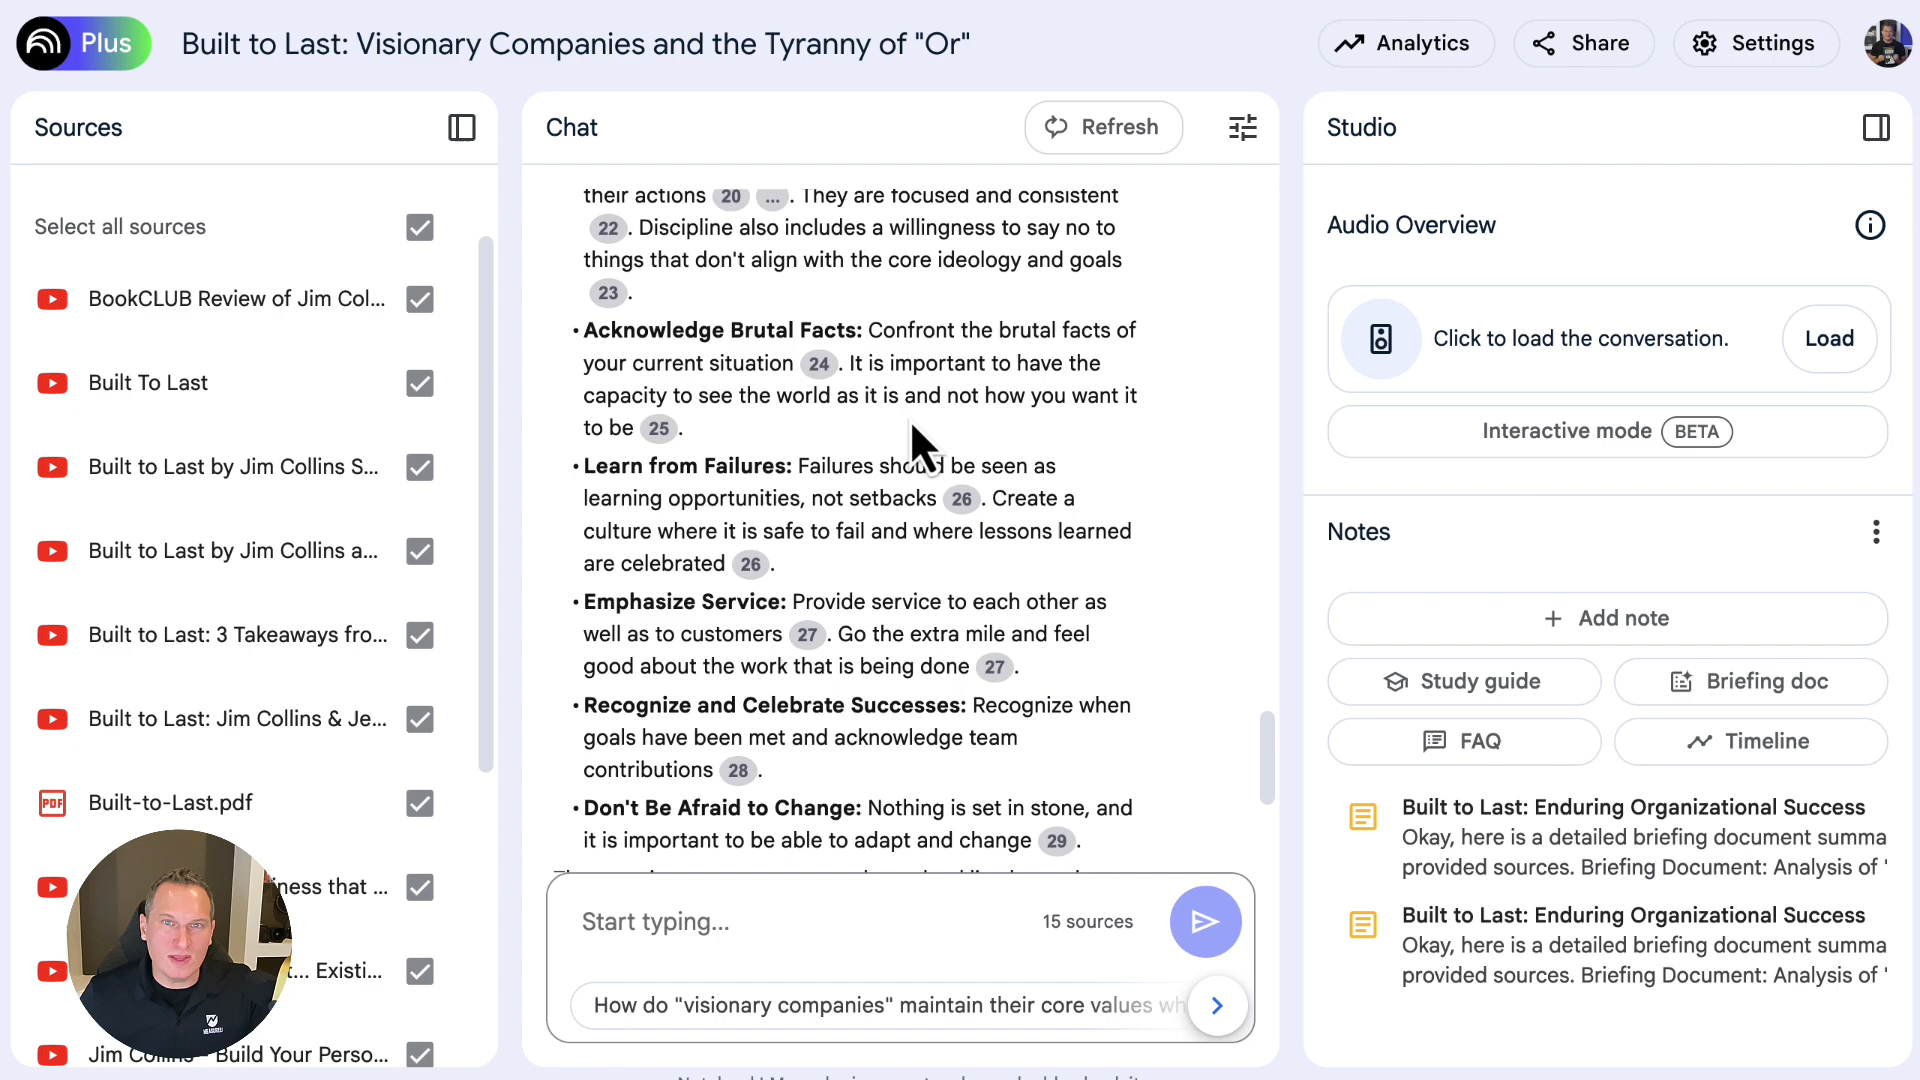 Plus
Built to Last: Visionary Companies and the Tyranny of "Or"
Analytics
Share
Settings
Sources
Select all sources
BookCLUB Review of Jim Col...
Built To Last
Built to Last by Jim Collins S...
Built to Last by Jim Collins a...
Built to Last: 3 Takeaways fro...
Built to Last: Jim Collins & Je...
PDF Built-to-Last.pdf
that ...
t... Existi...
Jim Collins - Build Your Perso...
Chat
Refresh
their actions 20 ... . They are focused and consistent
22 . Discipline also includes a willingness to say no to
things that don't align with the core ideology and goals
23 .
• Acknowledge Brutal Facts: Confront the brutal facts of
your current situation 24 . It is important to have the
capacity to see the world as it is and not how you want it
to be 25 .
• Learn from Failures: Failures should be seen as
learning opportunities, not setbacks 26 . Create a
culture where it is safe to fail and where lessons learned
are celebrated 26 .
• Emphasize Service: Provide service to each other as
well as to customers 27 . Go the extra mile and feel
good about the work that is being done 27 .
• Recognize and Celebrate Successes: Recognize when
goals have been met and acknowledge team
contributions 28 .
• Don't Be Afraid to Change: Nothing is set in stone, and
it is important to be able to adapt and change 29 .
Start typing...
15 sources
How do "visionary companies" maintain their core values wh
Studio
Audio Overview
Click to load the conversation.
Load
Interactive mode BETA
Notes
+ Add note
Study guide
Briefing doc
FAQ
Timeline
Built to Last: Enduring Organizational Success
Okay, here is a detailed briefing document summa
provided sources. Briefing Document: Analysis of '
Built to Last: Enduring Organizational Success
Okay, here is a detailed briefing document summa
provided sources. Briefing Document: Analysis of '